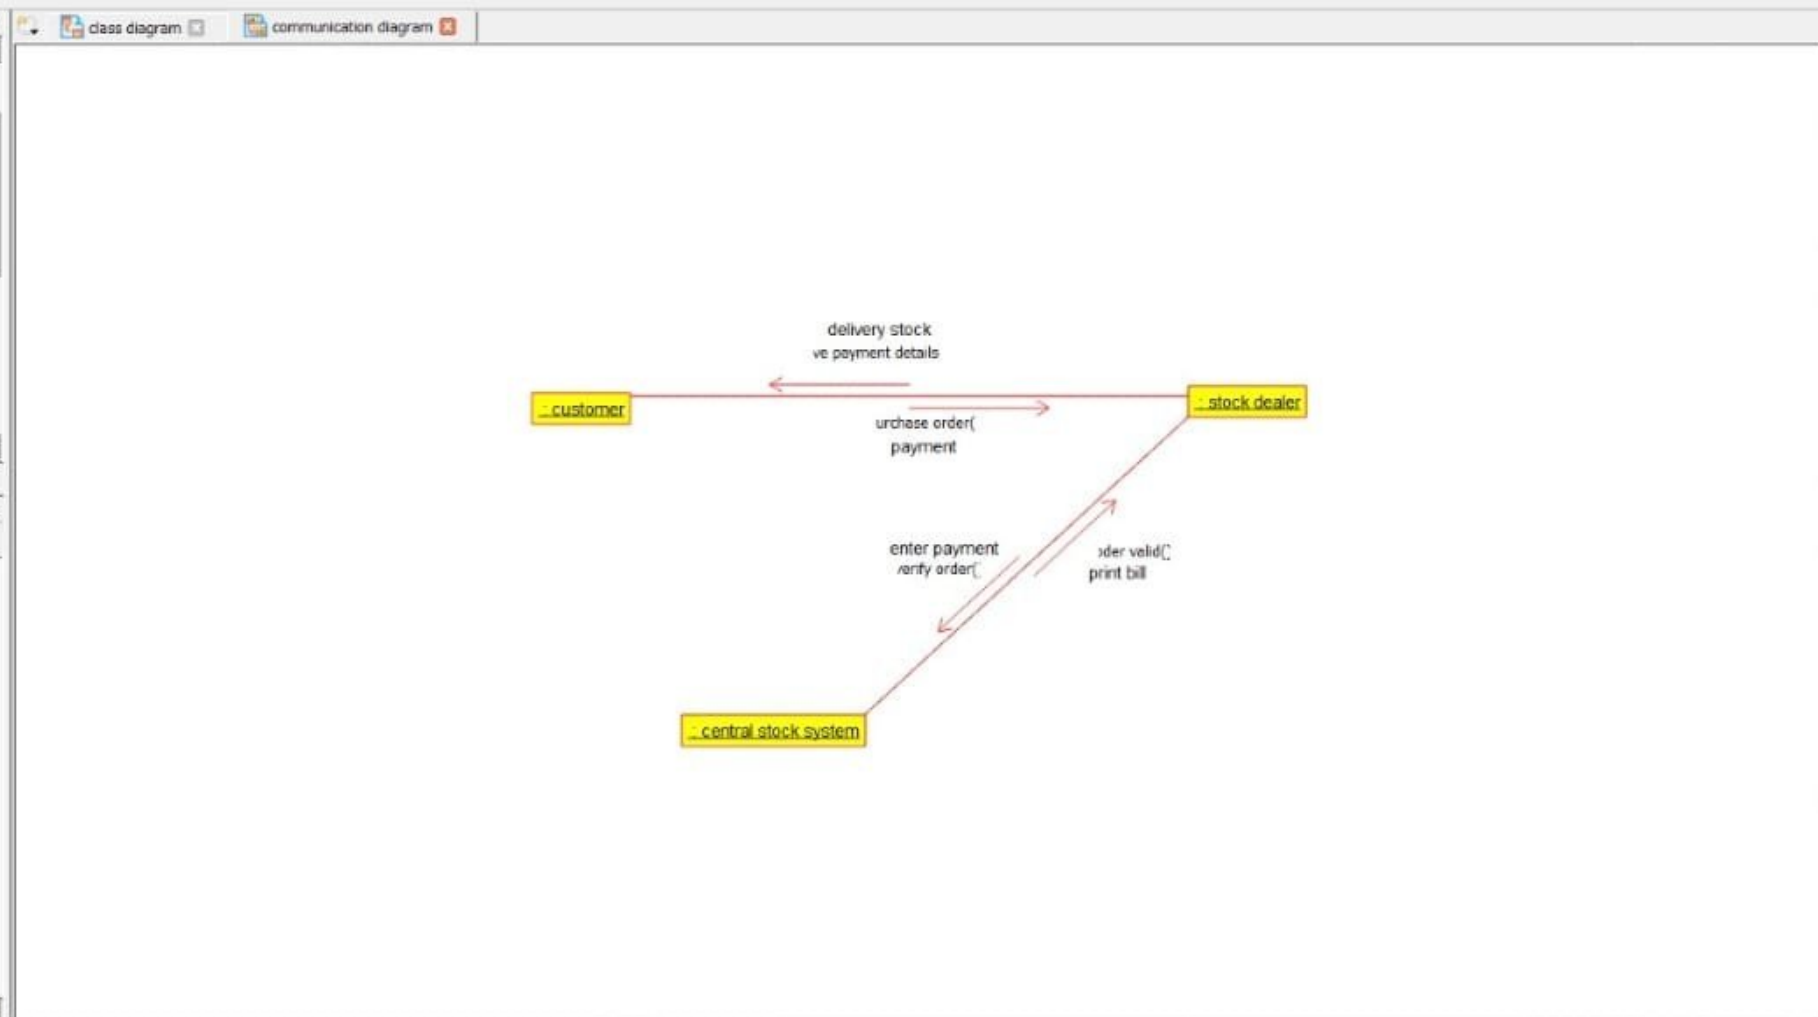 class diagram
communication diagram
delivery stock
ve payment details
: customer
: stock dealer
urchase order(
payment
enter payment
erify order(
der valid()
print bill
: central stock system